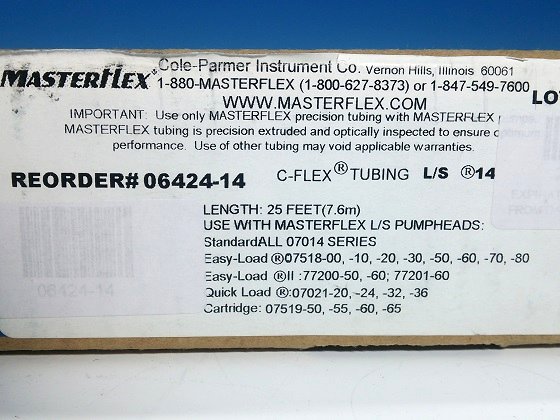 MASTERFLEX® Cole-Parmer Instrument Co. Vernon Hills, Illinois 60061
1-880-MASTERFLEX (1-800-627-8373) or 1-847-549-7600
WWW.MASTERFLEX.COM
IMPORTANT: Use only MASTERFLEX precision tubing with MASTERFLEX
MASTERFLEX tubing is precision extruded and optically inspected to ensure
performance. Use of other tubing may void applicable warranties.
REORDER# 06424-14 C-FLEX® TUBING L/S ®14
LENGTH: 25 FEET(7.6m)
USE WITH MASTERFLEX L/S PUMPHEADS:
StandardALL 07014 SERIES
Easy-Load ®07518-00, -10, -20, -30, -50, -60, -70, -80
Easy-Load ®II :77200-50, -60; 77201-60
Quick Load ®:07021-20, -24, -32, -36
Cartridge: 07519-50, -55, -60, -65
06424-14
LO